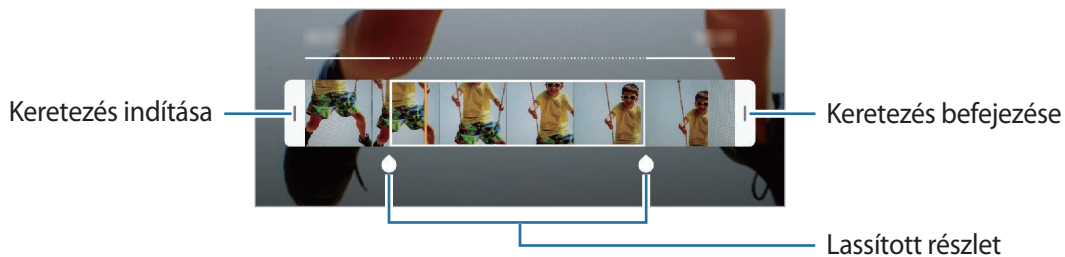 Keretezés indítása
Keretezés befejezése
Lassított részlet